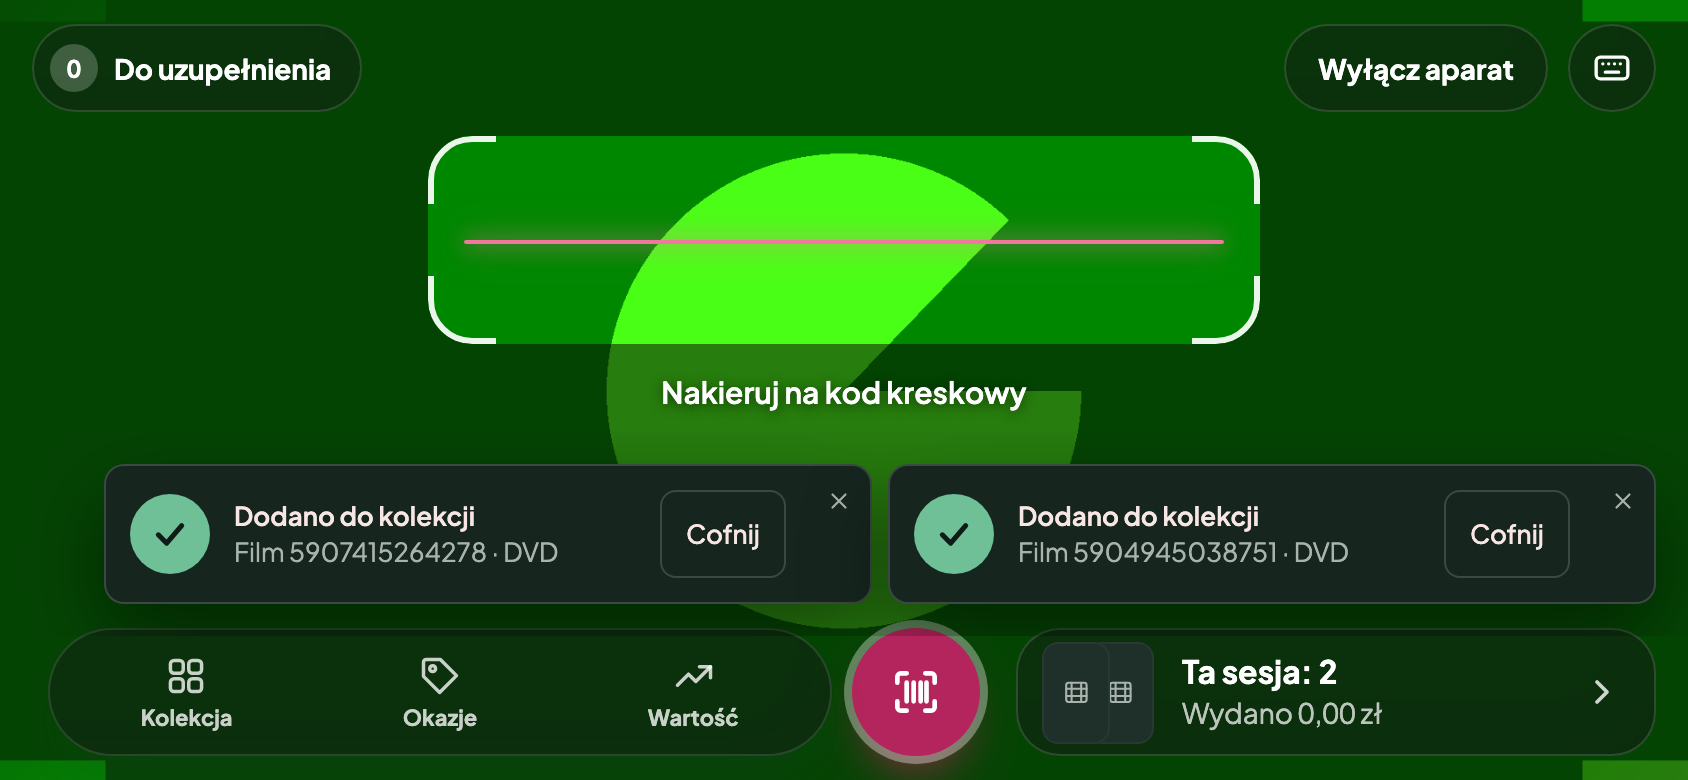 0 Do uzupełnienia
Wyłącz aparat
Nakieruj na kod kreskowy
Dodano do kolekcji
Film 5907415264278 · DVD
Cofnij
Dodano do kolekcji
Film 5904945038751 · DVD
Cofnij
Kolekcja
Okazje
Wartość
Ta sesja: 2
Wydano 0,00 zł